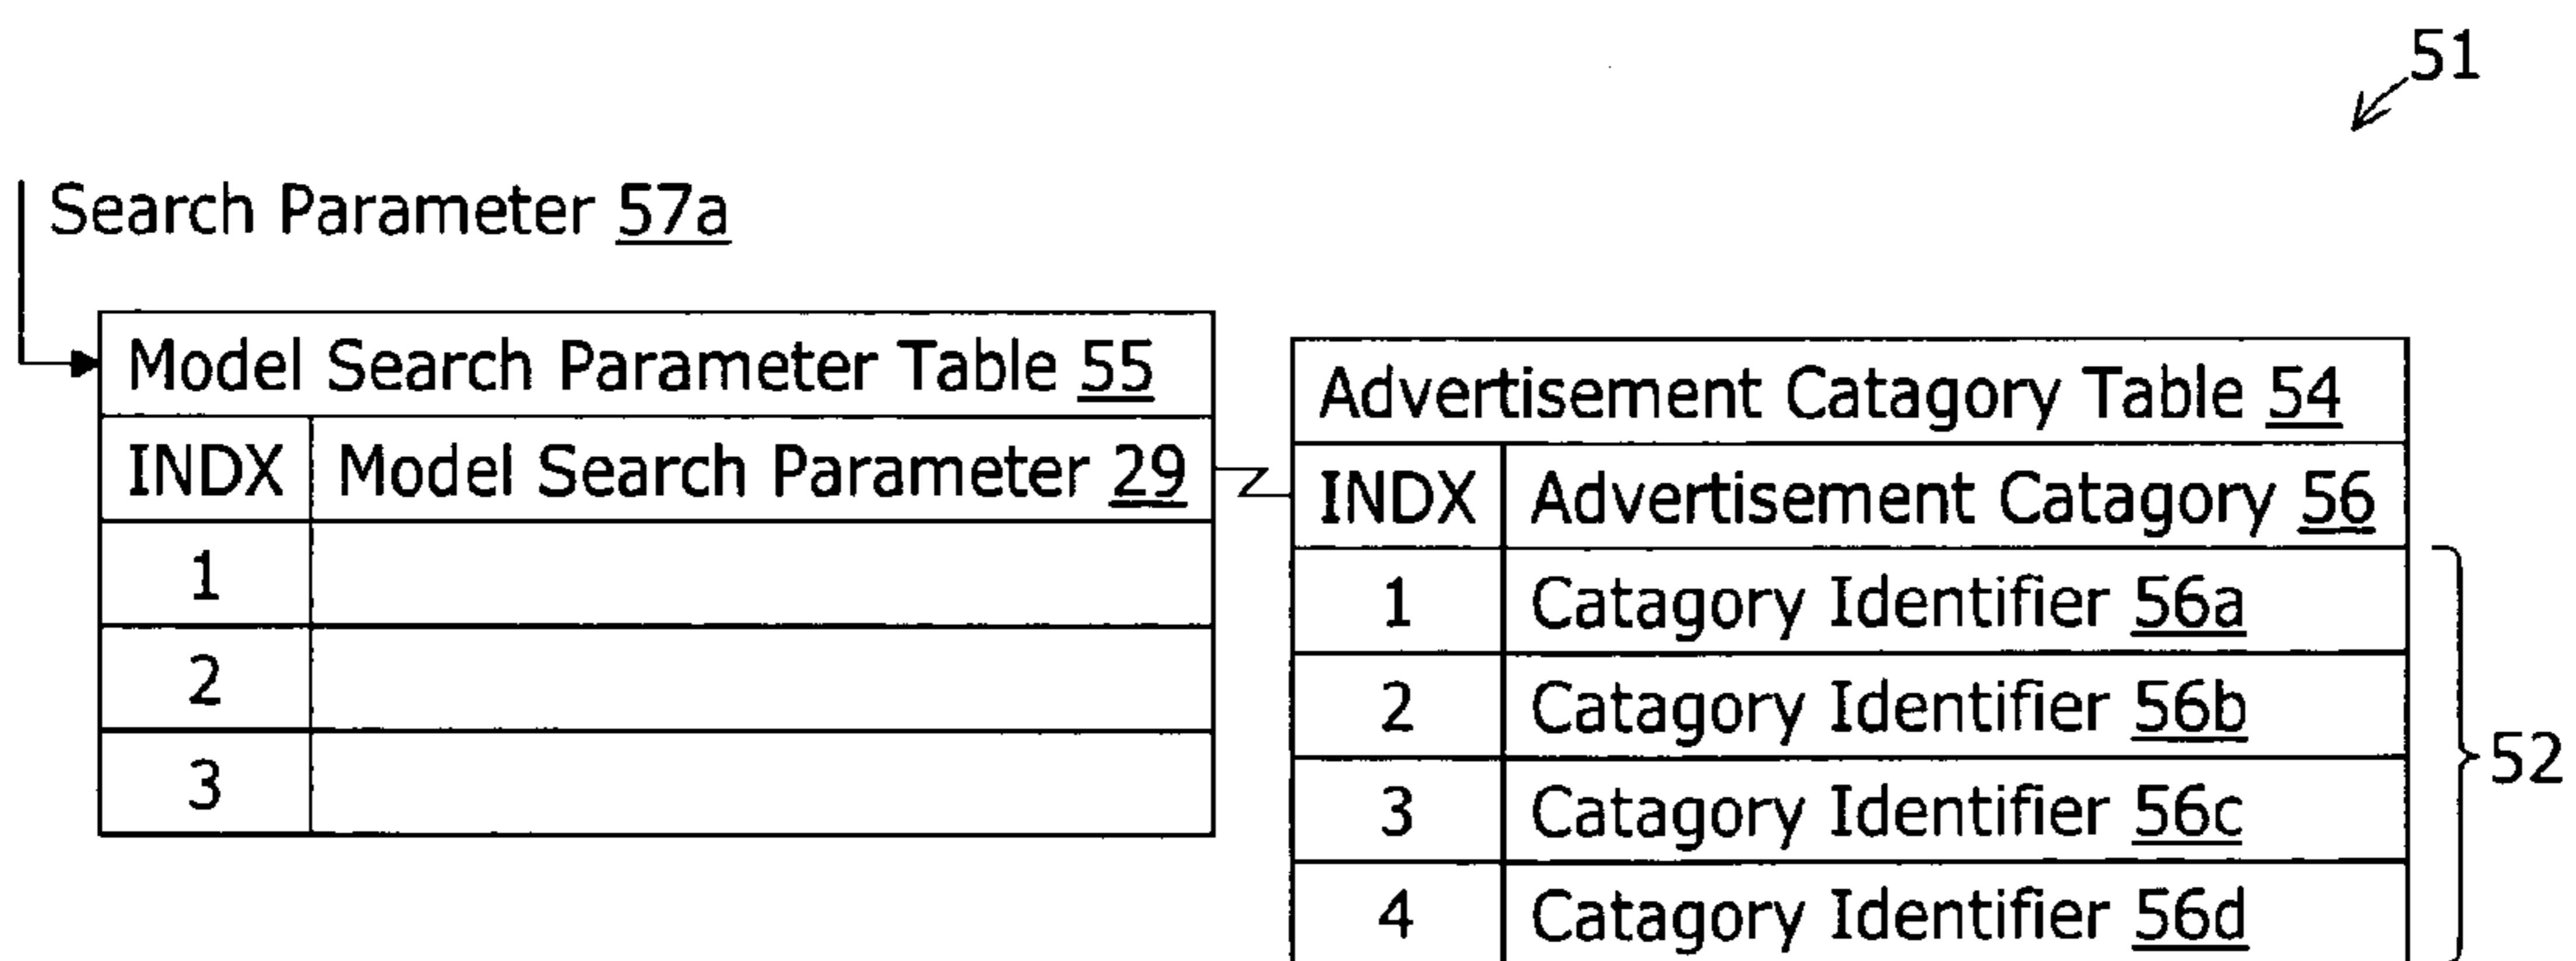 51
Search Parameter 57a
Model Search Parameter Table 55
INDX Model Search Parameter 29
1
2
3
Advertisement Catagory Table 54
INDX Advertisement Catagory 56
1 Catagory Identifier 56a
2 Catagory Identifier 56b
3 Catagory Identifier 56c
4 Catagory Identifier 56d
52